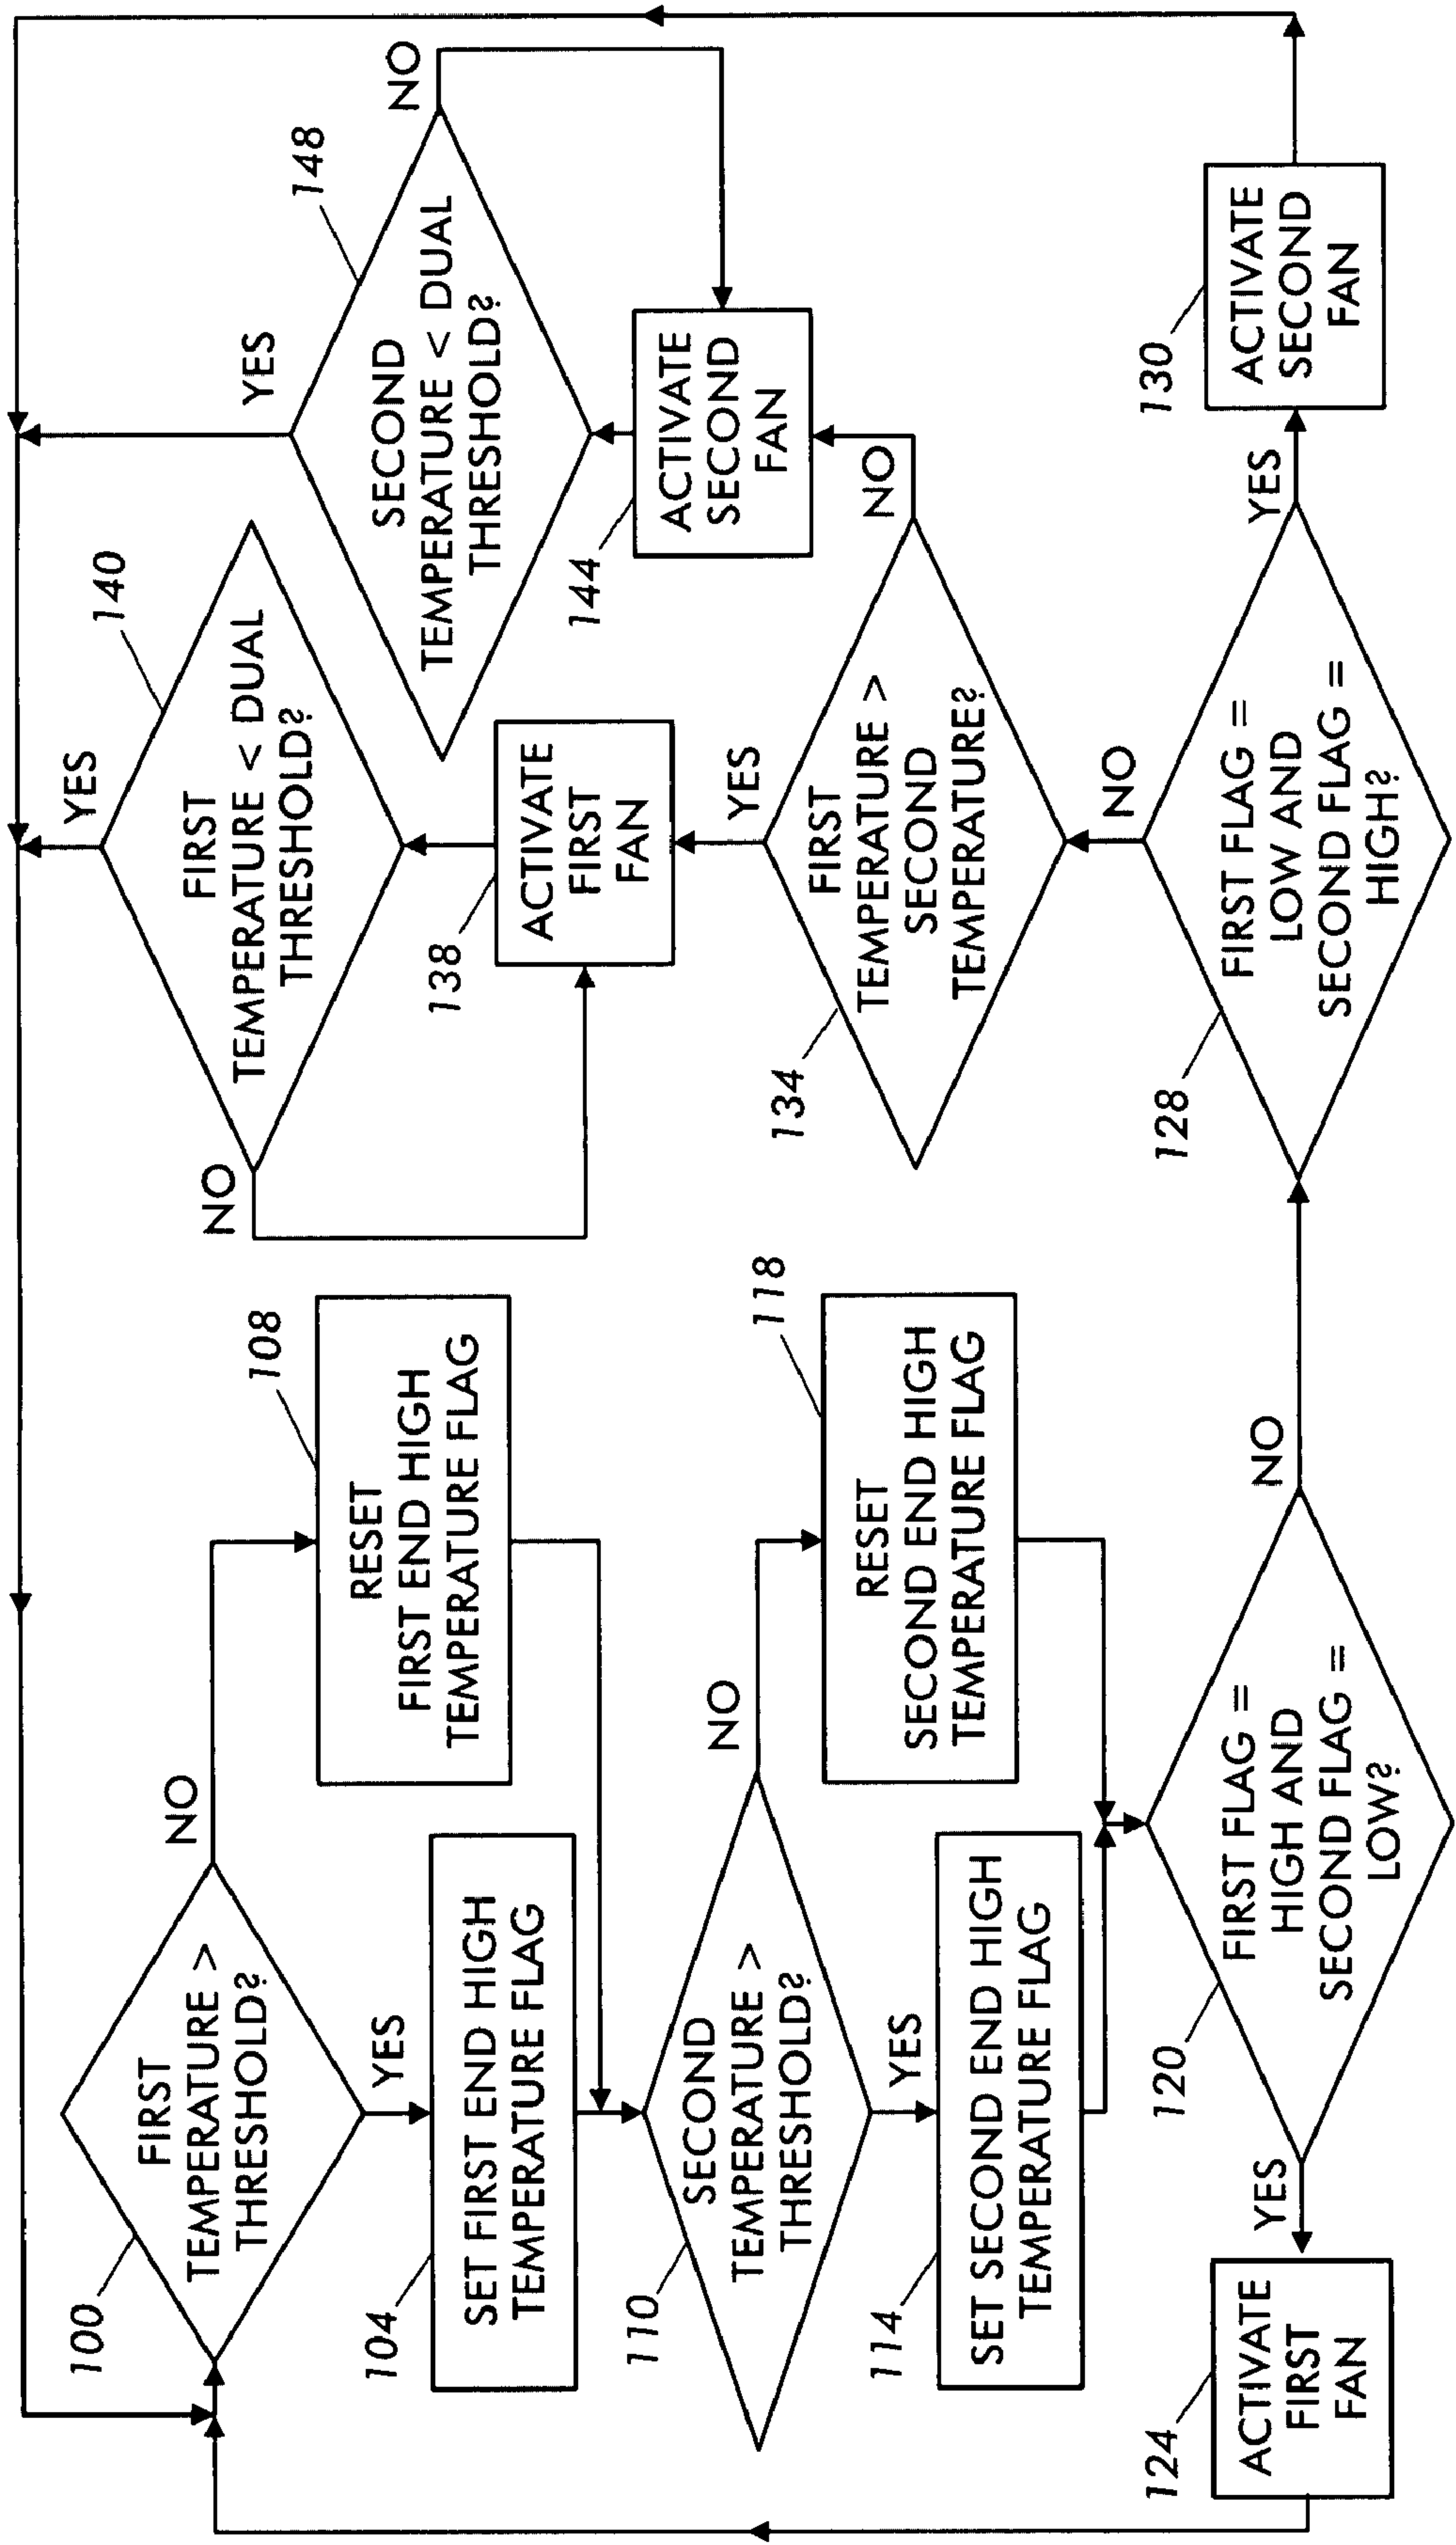 100
FIRST
TEMPERATURE >
THRESHOLD?
NO
YES
104
SET FIRST END HIGH
TEMPERATURE FLAG
108
RESET
FIRST END HIGH
TEMPERATURE FLAG
110
SECOND
TEMPERATURE >
THRESHOLD?
NO
YES
114
SET SECOND END HIGH
TEMPERATURE FLAG
118
RESET
SECOND END HIGH
TEMPERATURE FLAG
120
FIRST FLAG =
HIGH AND
SECOND FLAG =
LOW?
YES
NO
124
ACTIVATE
FIRST
FAN
128
FIRST FLAG =
LOW AND
SECOND FLAG =
HIGH?
YES
NO
130
ACTIVATE
SECOND
FAN
134
FIRST
TEMPERATURE >
SECOND
TEMPERATURE?
YES
NO
138
ACTIVATE
FIRST
FAN
140
FIRST
TEMPERATURE < DUAL
THRESHOLD?
YES
NO
144
ACTIVATE
SECOND
FAN
148
SECOND
TEMPERATURE < DUAL
THRESHOLD?
YES
NO